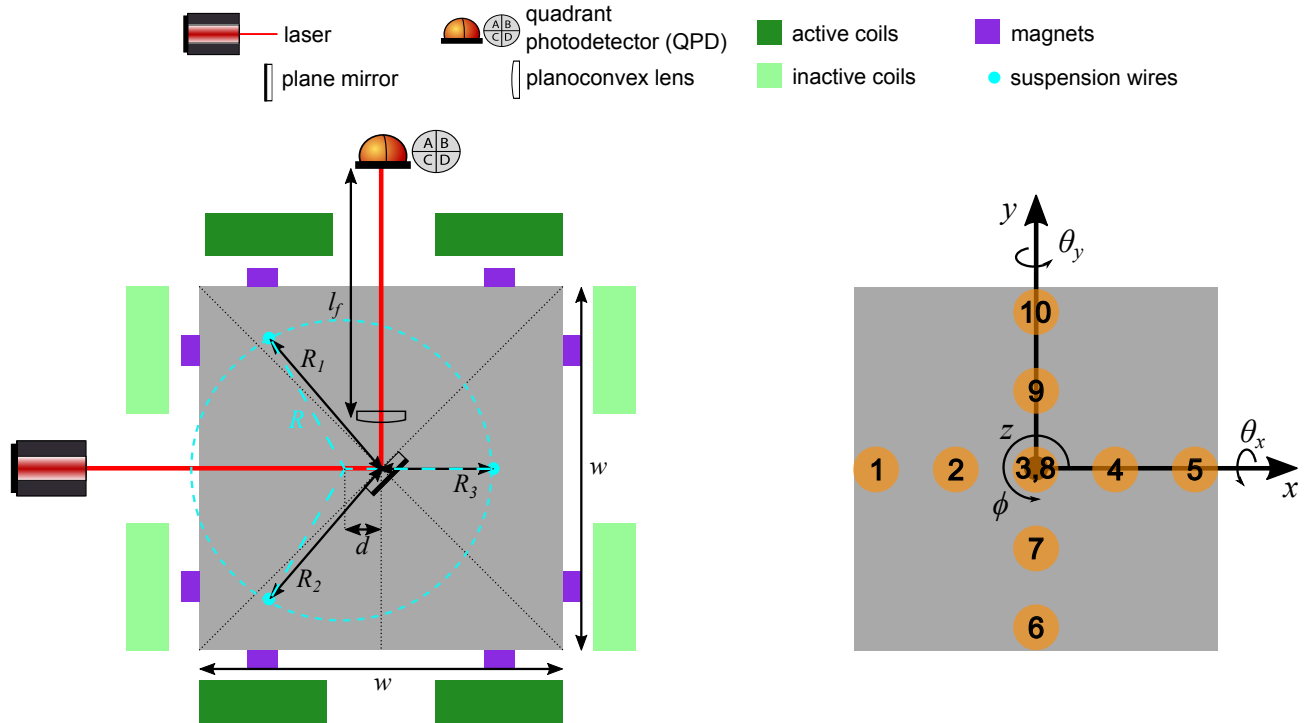 laser
quadrant
photodetector (QPD)
A B
C D
active coils
magnets
plane mirror
planoconvex lens
inactive coils
suspension wires
A B
C D
l_f
R_1
R
R_3
w
d
R_2
w
y
θ_y
10
9
z
θ_x
1 2 3,8 4 5
x
ϕ
7
6